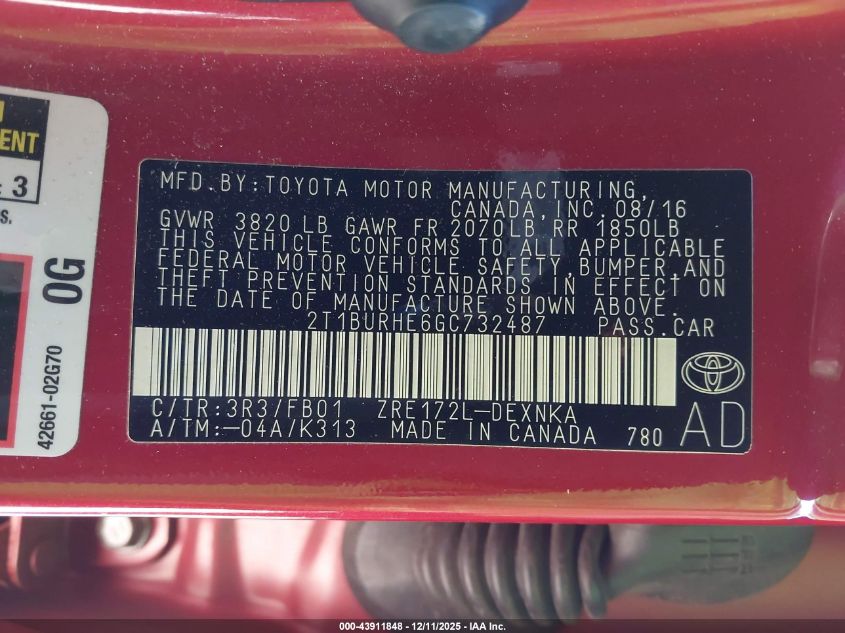 ENT
: 3
S.
0G
42661-02G70
MFD.BY:TOYOTA MOTOR MANUFACTURING,
CANADA,INC.08/16
GVWR 3820 LB GAWR FR 2070LB RR 1850LB
THIS VEHICLE CONFORMS TO ALL APPLICABLE
FEDERAL MOTOR VEHICLE SAFETY,BUMPER,AND
THEFT PREVENTION STANDARDS IN EFFECT ON
THE DATE OF MANUFACTURE SHOWN ABOVE.
2T1BURHE6GC732487 PASS.CAR
C/TR:3R3/FB01 ZRE172L-DEXNKA
A/TM:-04A/K313 MADE IN CANADA 780 AD
000-43911848 - 12/11/2025 - IAA Inc.